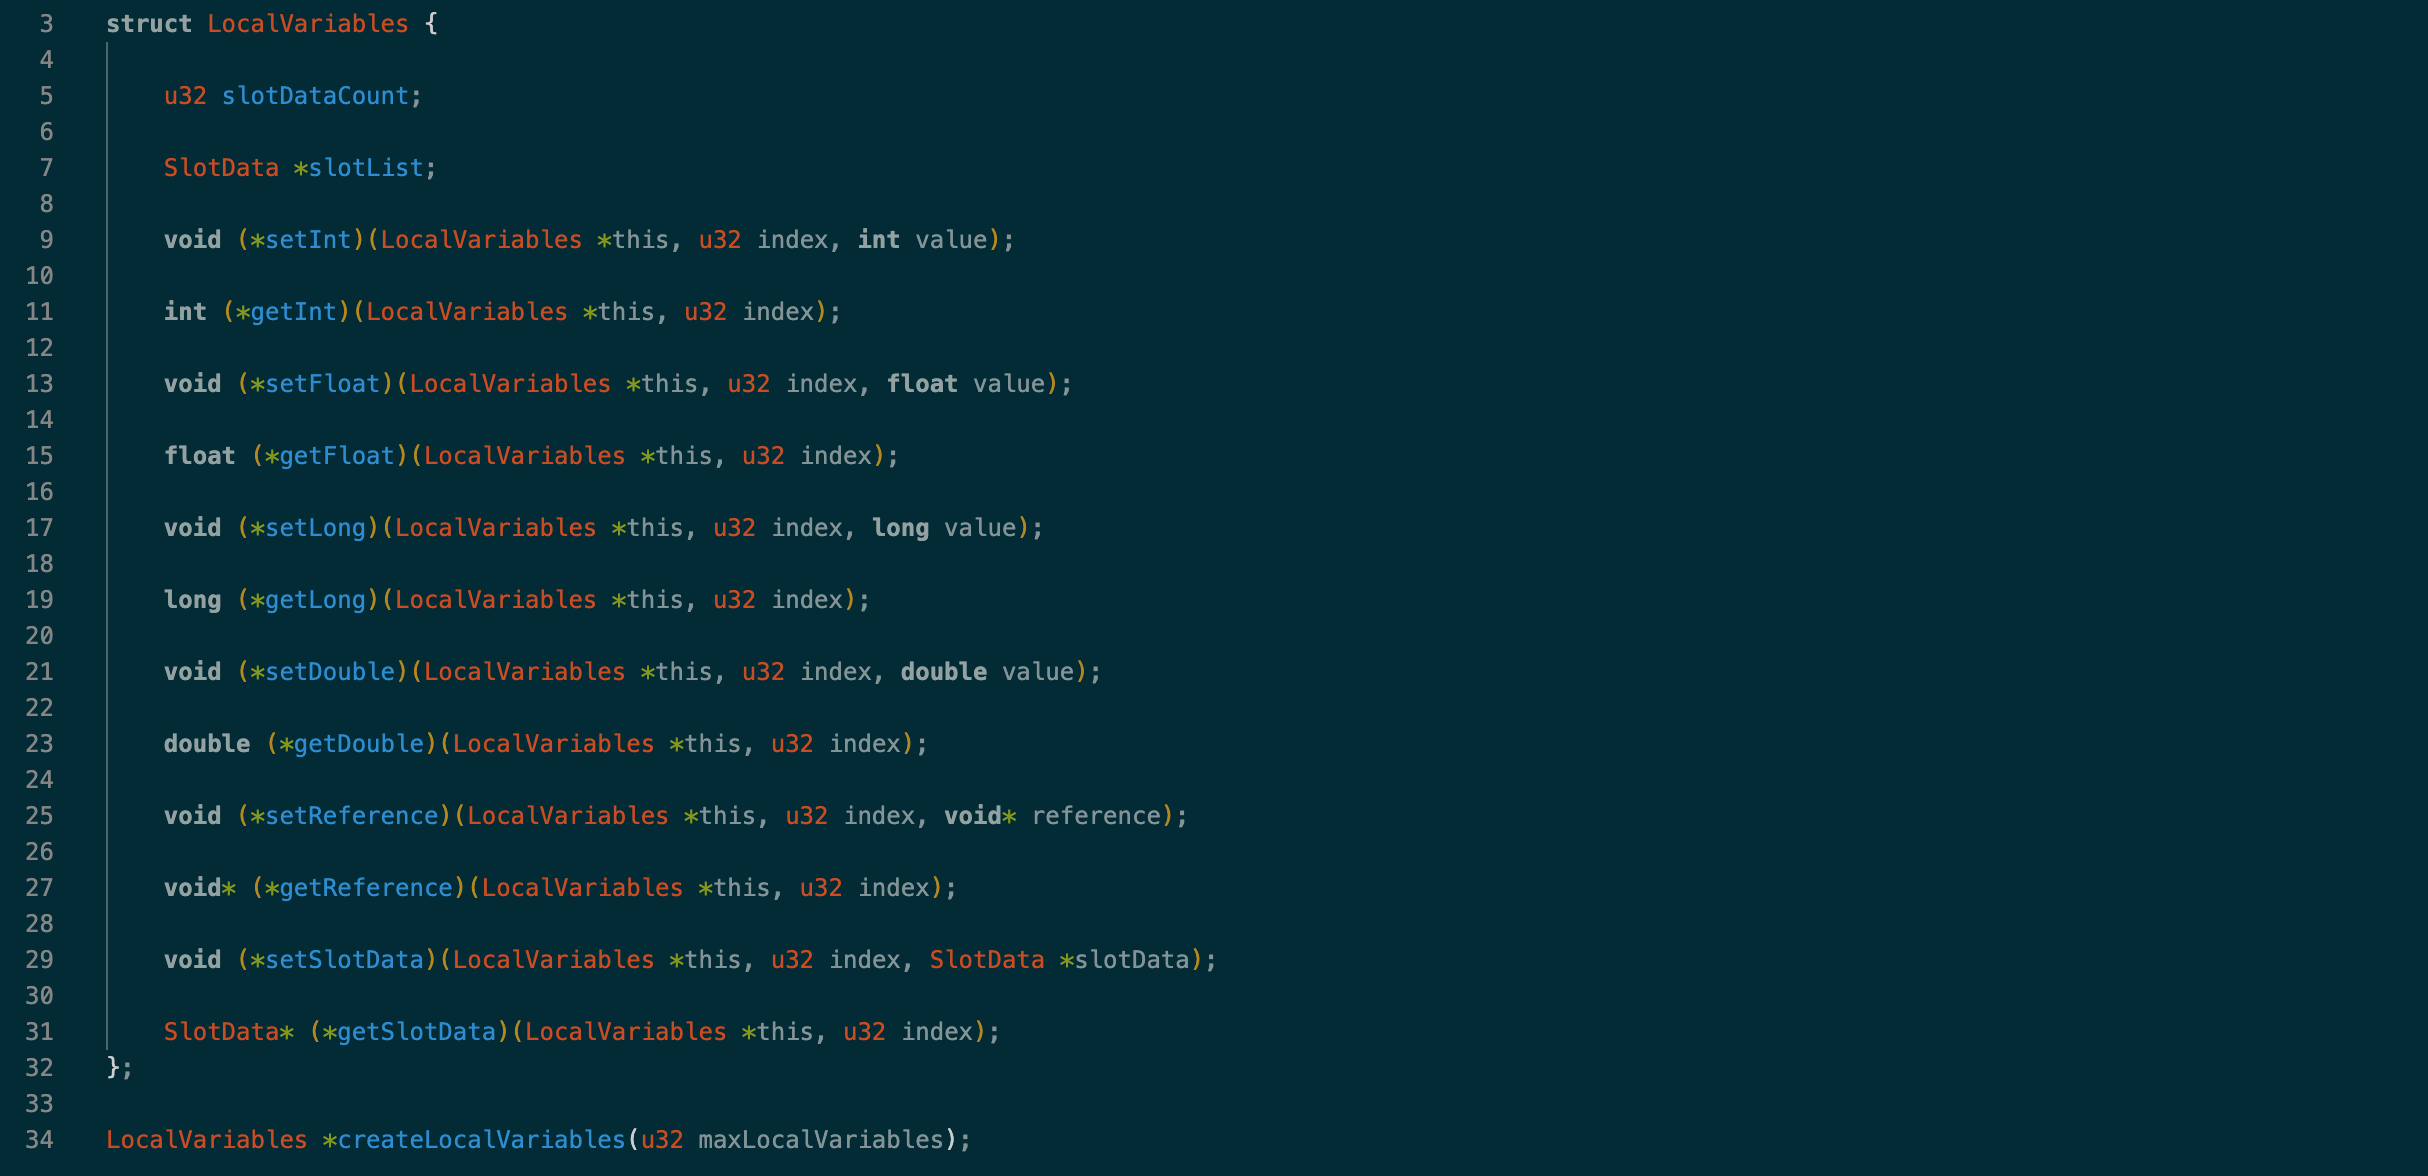 3 struct LocalVariables {
4
5 u32 slotDataCount;
6
7 SlotData *slotList;
8
9 void (*setInt)(LocalVariables *this, u32 index, int value);
10
11 int (*getInt)(LocalVariables *this, u32 index);
12
13 void (*setFloat)(LocalVariables *this, u32 index, float value);
14
15 float (*getFloat)(LocalVariables *this, u32 index);
16
17 void (*setLong)(LocalVariables *this, u32 index, long value);
18
19 long (*getLong)(LocalVariables *this, u32 index);
20
21 void (*setDouble)(LocalVariables *this, u32 index, double value);
22
23 double (*getDouble)(LocalVariables *this, u32 index);
24
25 void (*setReference)(LocalVariables *this, u32 index, void* reference);
26
27 void* (*getReference)(LocalVariables *this, u32 index);
28
29 void (*setSlotData)(LocalVariables *this, u32 index, SlotData *slotData);
30
31 SlotData* (*getSlotData)(LocalVariables *this, u32 index);
32 };
33
34 LocalVariables *createLocalVariables(u32 maxLocalVariables);